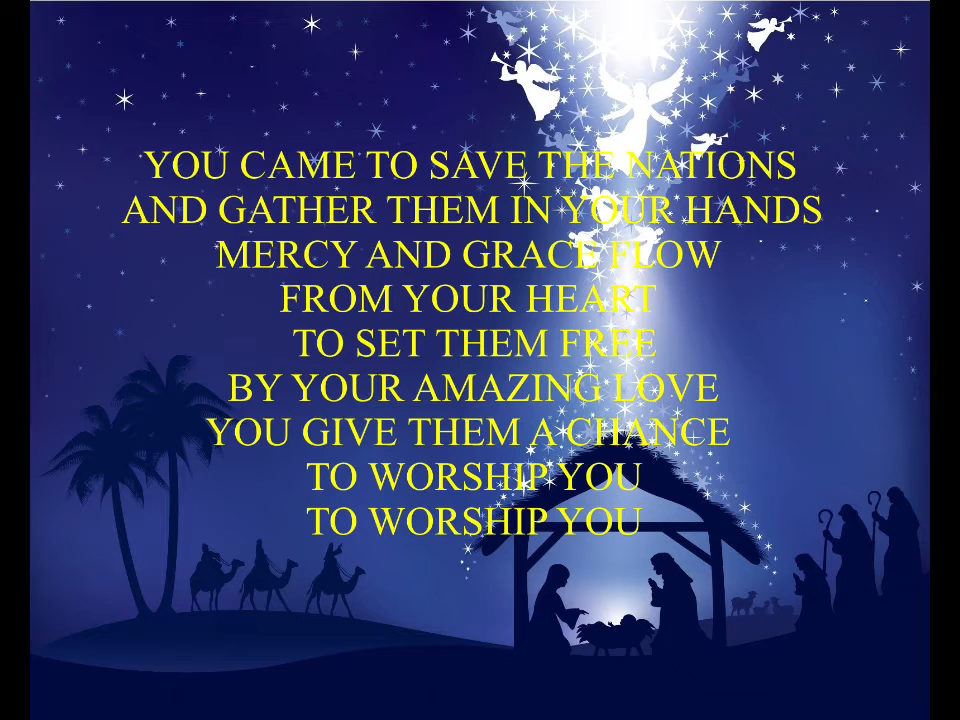 YOU CAME TO SAVE THE NATIONS
AND GATHER THEM IN YOUR HANDS
MERCY AND GRACE FLOW
FROM YOUR HEART
TO SET THEM FREE
BY YOUR AMAZING LOVE
YOU GIVE THEM A CHANCE
TO WORSHIP YOU
TO WORSHIP YOU